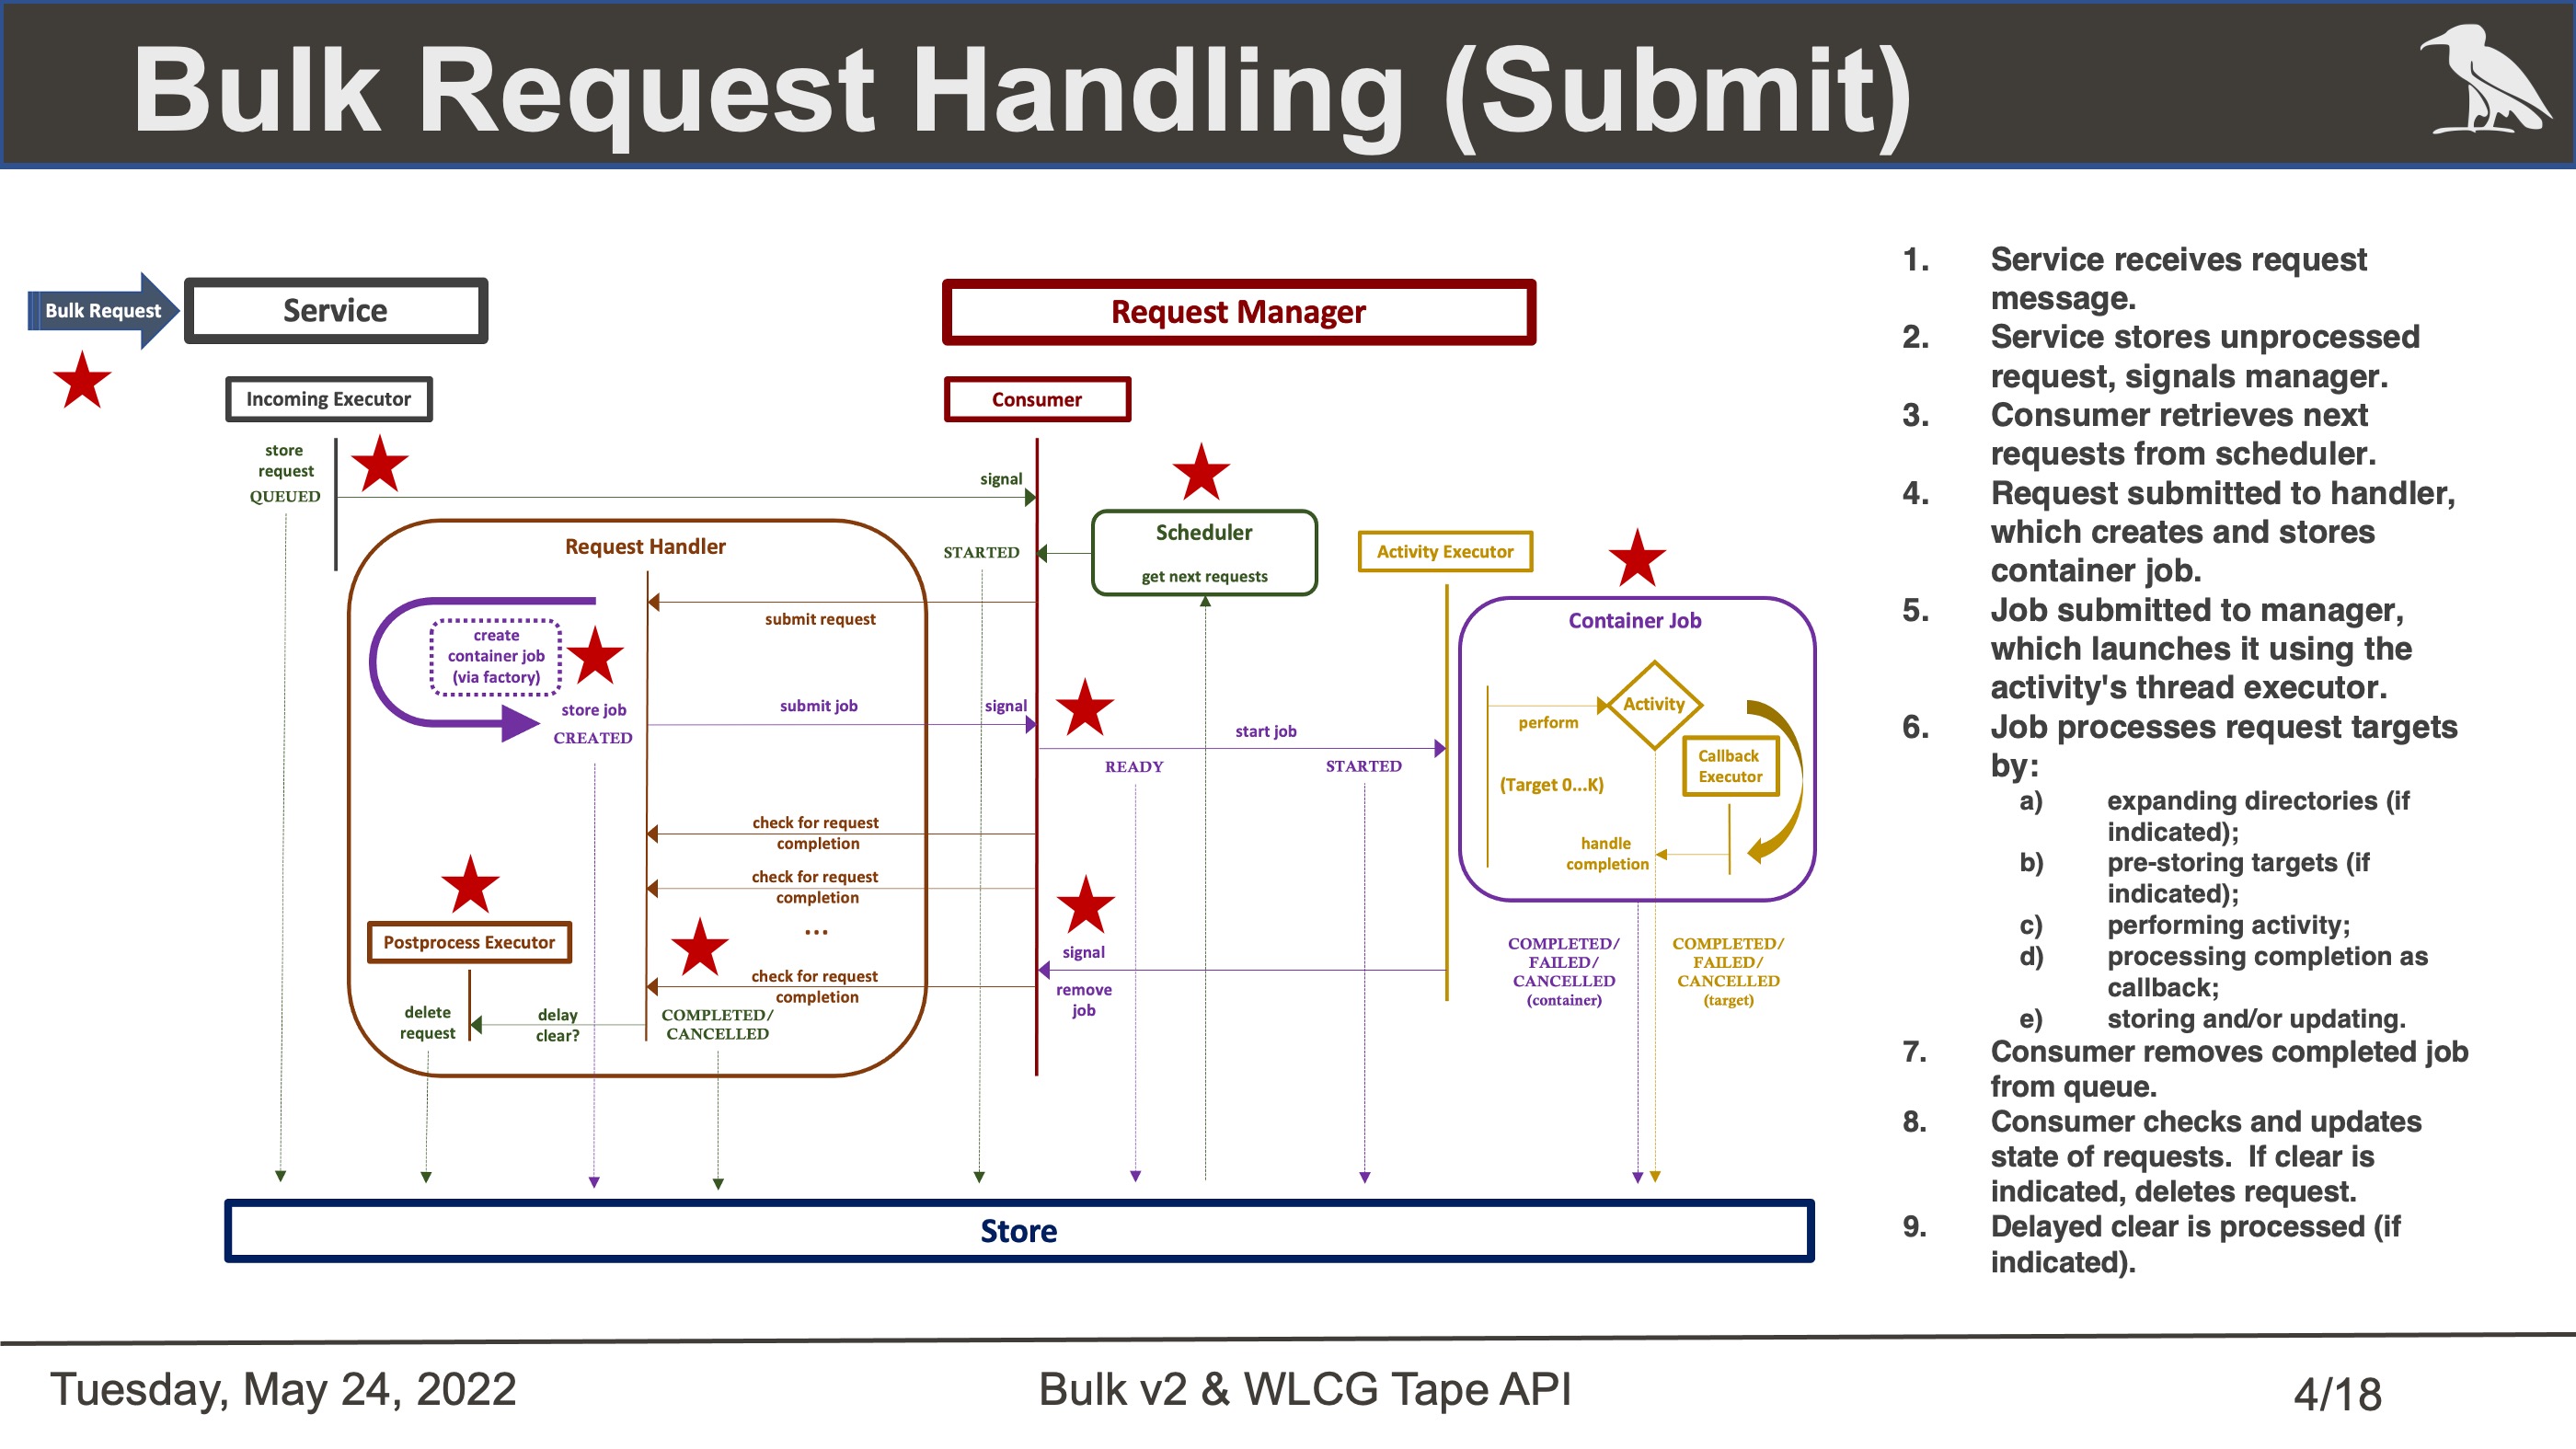 Bulk Request Handling (Submit)
Bulk Request
Service
Request Manager
Incoming Executor
Consumer
store
request
QUEUED
signal
Scheduler
get next requests
STARTED
Activity Executor
Request Handler
submit request
create
container job
(via factory)
store job
CREATED
submit job
signal
start job
READY
STARTED
Container Job
Activity
perform
(Target 0...K)
Callback
Executor
handle
completion
check for request
completion
check for request
completion
...
Postprocess Executor
signal
remove
job
check for request
completion
delete
request
delay
clear?
COMPLETED/
CANCELLED
COMPLETED/
FAILED/
CANCELLED
(container)
COMPLETED/
FAILED/
CANCELLED
(target)
Store
1. Service receives request
message.
2. Service stores unprocessed
request, signals manager.
3. Consumer retrieves next
requests from scheduler.
4. Request submitted to handler,
which creates and stores
container job.
5. Job submitted to manager,
which launches it using the
activity's thread executor.
6. Job processes request targets
by:
a) expanding directories (if
indicated);
b) pre-storing targets (if
indicated);
c) performing activity;
d) processing completion as
callback;
e) storing and/or updating.
7. Consumer removes completed job
from queue.
8. Consumer checks and updates
state of requests. If clear is
indicated, deletes request.
9. Delayed clear is processed (if
indicated).
Tuesday, May 24, 2022
Bulk v2 & WLCG Tape API
4/18